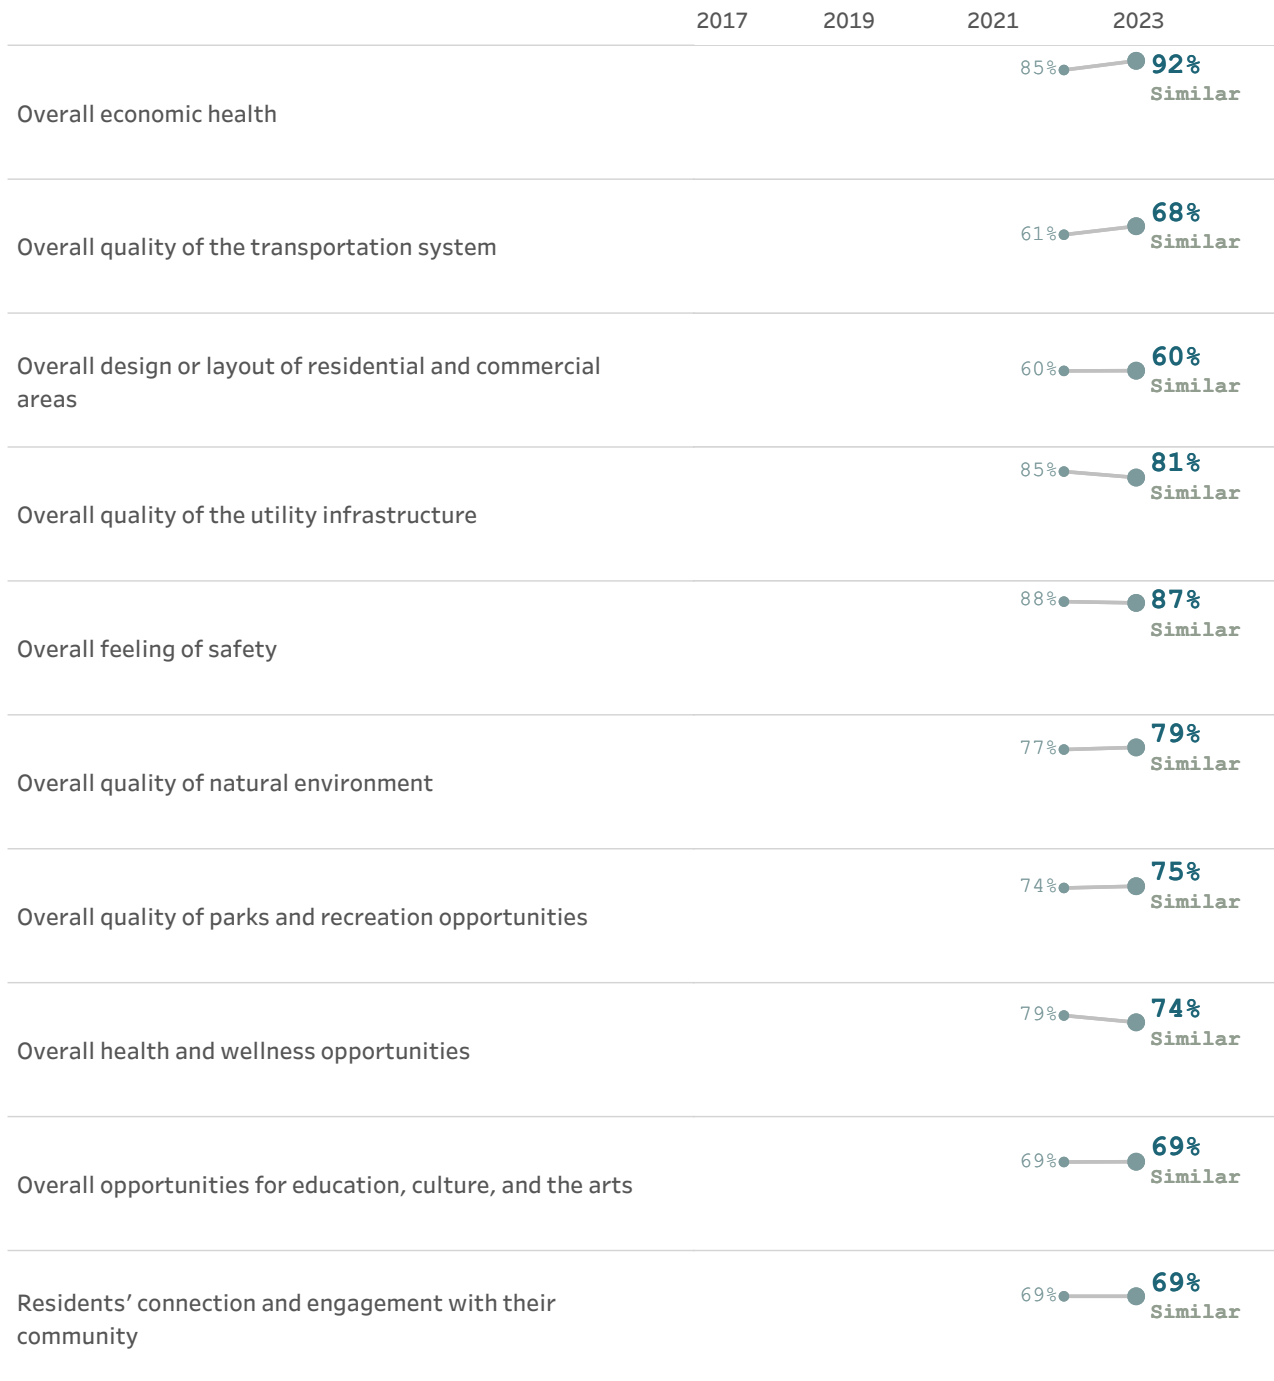 2017 2019 2021 2023
85% 92%
Similar
Overall economic health
68%
61%
Similar
Overall quality of the transportation system
Overall design or layout of residential and commercial
areas
60% 60%
Similar
85% 81%
Similar
Overall quality of the utility infrastructure
88% 87%
Similar
Overall feeling of safety
77% 79%
Similar
Overall quality of natural environment
74% 75%
Similar
Overall quality of parks and recreation opportunities
79% 74%
Similar
Overall health and wellness opportunities
69% 69%
Similar
Overall opportunities for education, culture, and the arts
69% 69%
Similar
Residents’ connection and engagement with their
community